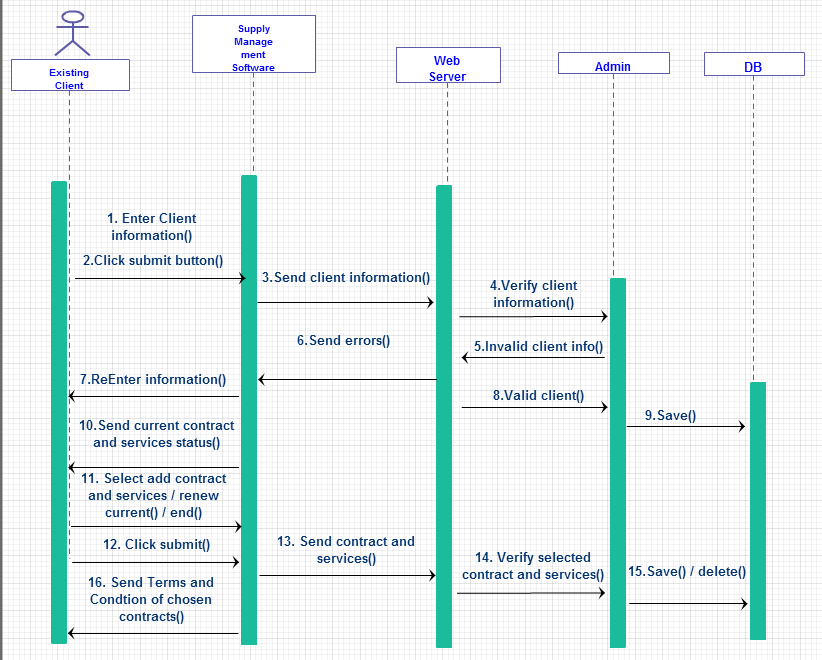 Existing
Client
Supply
Manage
ment
Software
Web
Server
Admin
DB
1. Enter Client
information()
2.Click submit button()
3.Send client information()
4.Verify client
information()
5.Invalid client info()
6.Send errors()
7.ReEnter information()
8.Valid client()
9.Save()
10.Send current contract
and services status()
11. Select add contract
and services / renew
current() / end()
12. Click submit()
13. Send contract and
services()
14. Verify selected
contract and services()
15.Save() / delete()
16. Send Terms and
Condtion of chosen
contracts()